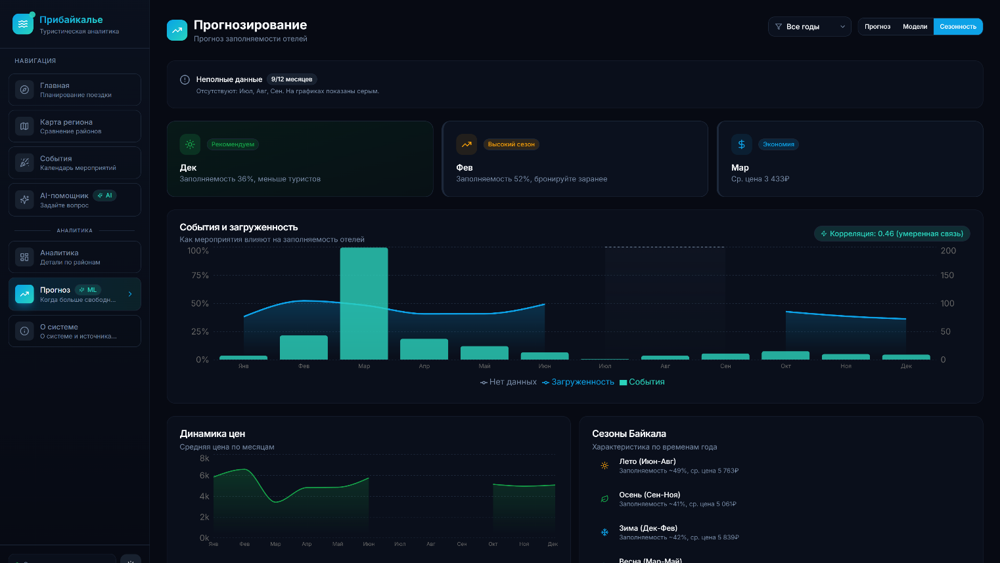 Прибайкалье
Туристическая аналитика
НАВИГАЦИЯ
Главная
Планирование поездки
Карта региона
Сравнение районов
События
Календарь мероприятий
AI-помощник AI
Задайте вопрос
АНАЛИТИКА
Аналитика
Детали по районам
Прогноз ML
Когда больше свободн...
О системе
О системе и источника...
Прогнозирование
Прогноз заполняемости отелей
Все годы
Прогноз Модели Сезонность
Неполные данные 9/12 месяцев
Отсутствуют: Июл, Авг, Сен. На графиках показаны серым.
Рекомендуем
Дек
Заполняемость 36%, меньше туристов
Высокий сезон
Фев
Заполняемость 52%, бронируйте заранее
Экономия
Мар
Ср. цена 3 433₽
События и загруженность
Как мероприятия влияют на заполняемость отелей
Корреляция: 0.46 (умеренная связь)
100% 200
75% 150
50% 100
25% 50
0% 0
Янв Фев Мар Апр Май Июн Июл Авг Сен Окт Ноя Дек
Нет данных Загруженность События
Динамика цен
Средняя цена по месяцам
8k
6k
4k
2k
0k
Янв Фев Мар Апр Май Июн Июл Авг Сен Окт Ноя Дек
Сезоны Байкала
Характеристика по временам года
Лето (Июн-Авг)
Заполняемость ~49%, ср. цена 5 763₽
Осень (Сен-Ноя)
Заполняемость ~41%, ср. цена 5 061₽
Зима (Дек-Фев)
Заполняемость ~42%, ср. цена 5 839₽
Весна (Мар-Май)